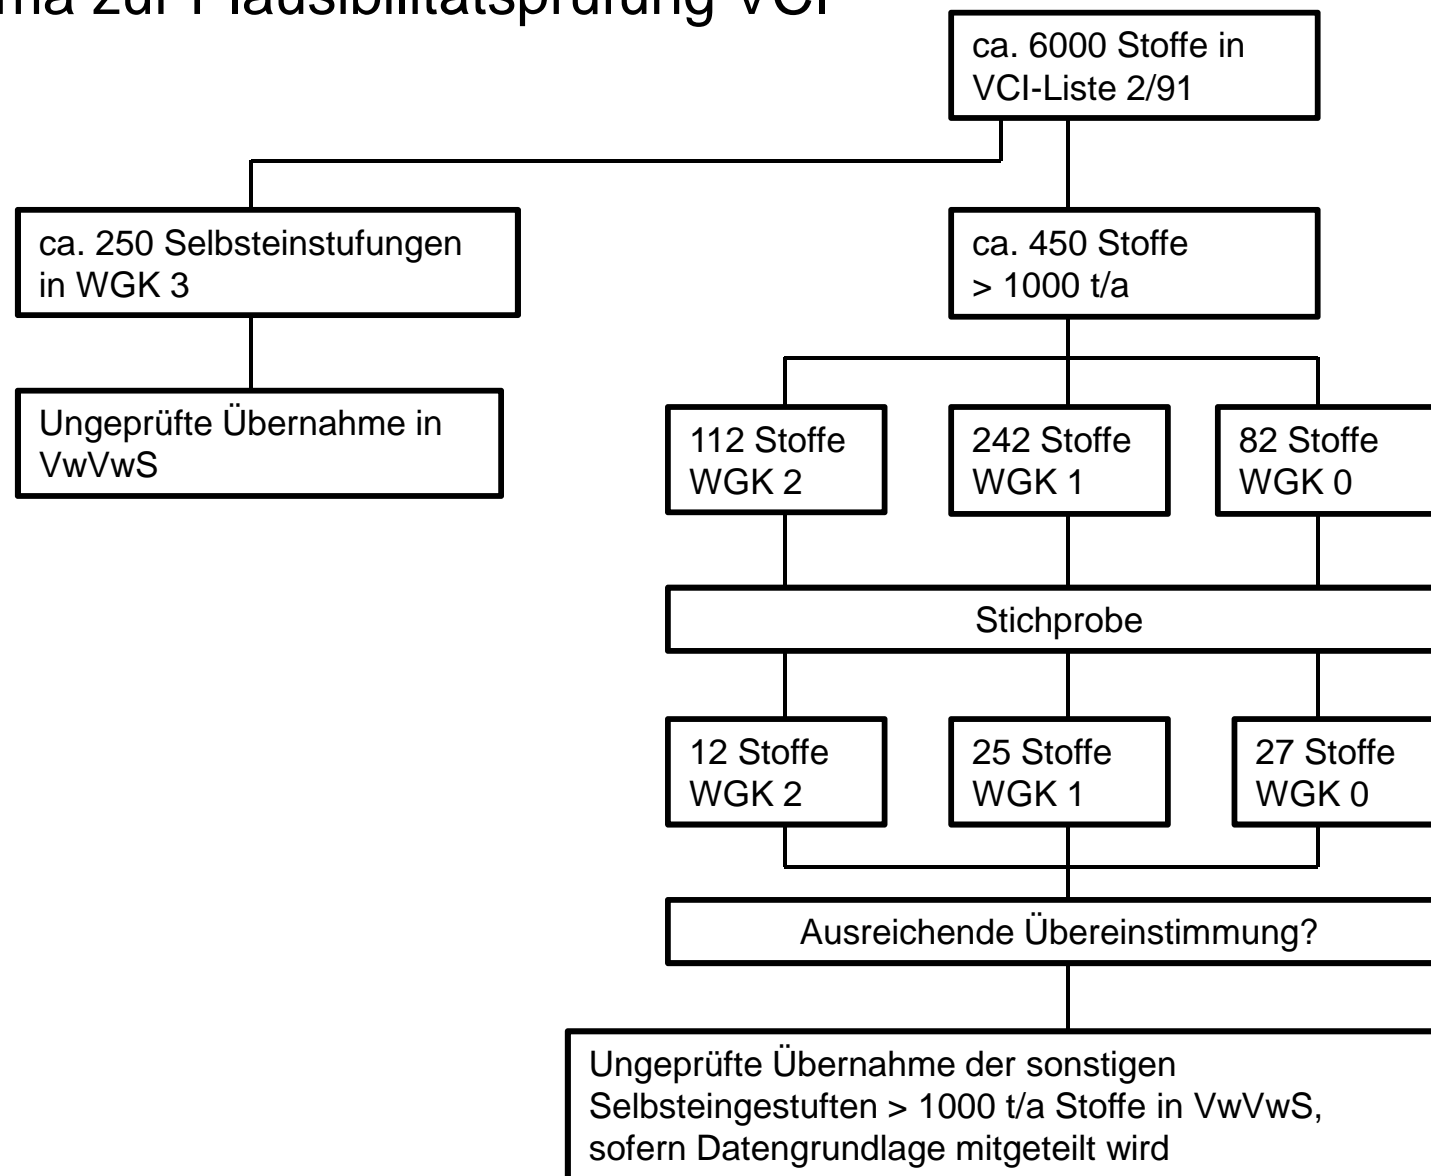 zur Plausibilitätsprüfung VCI
ca. 6000 Stoffe in
VCI-Liste 2/91
ca. 250 Selbsteinstufungen
in WGK 3
ca. 450 Stoffe
> 1000 t/a
Ungeprüfte Übernahme in
VwVwS
112 Stoffe
WGK 2
242 Stoffe
WGK 1
82 Stoffe
WGK 0
Stichprobe
12 Stoffe
WGK 2
25 Stoffe
WGK 1
27 Stoffe
WGK 0
Ausreichende Übereinstimmung?
Ungeprüfte Übernahme der sonstigen
Selbsteingestuften > 1000 t/a Stoffe in VwVwS,
sofern Datengrundlage mitgeteilt wird